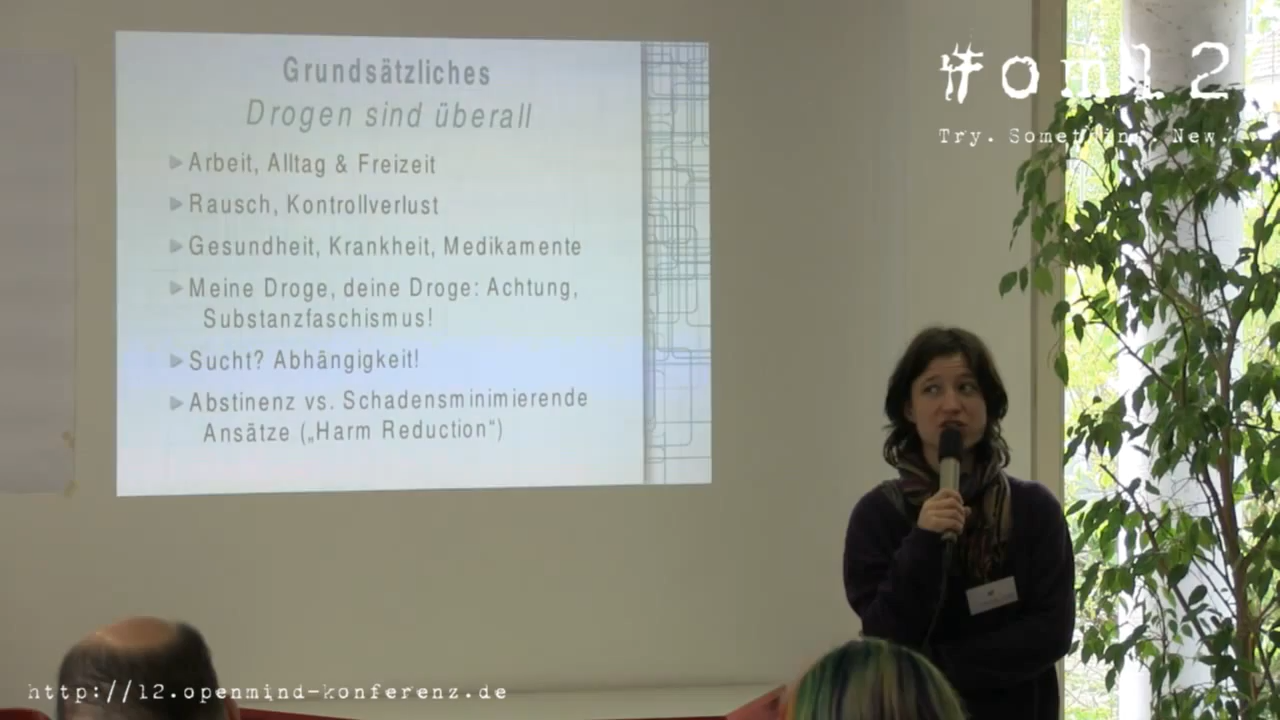 #om12
Try. Something. New.
Grundsätzliches
Drogen sind überall
Arbeit, Alltag & Freizeit
Rausch, Kontrollverlust
Gesundheit, Krankheit, Medikamente
Meine Droge, deine Droge: Achtung,
Substanzfaschismus!
Sucht? Abhängigkeit!
Abstinenz vs. Schadensminimierende
Ansätze („Harm Reduction“)
http://12.openmind-konferenz.de